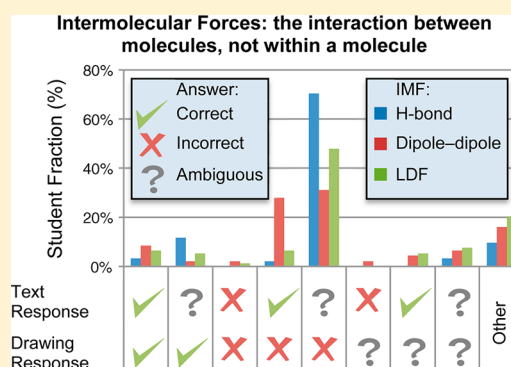 Intermolecular Forces: the interaction between
molecules, not within a molecule
Student Fraction (%)
80%
60%
40%
20%
0%
Answer:
Correct
Incorrect
? Ambiguous
IMF:
H-bond
Dipole–dipole
LDF
Text
Response
? ? ?
Drawing
Response
? ? ?
Other